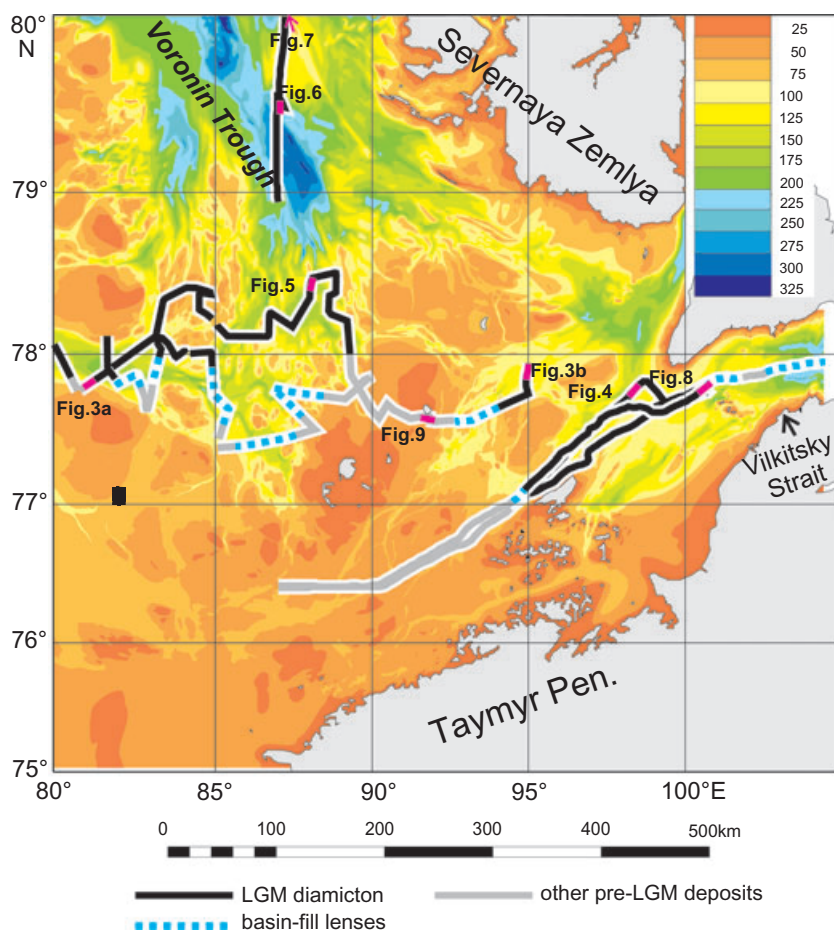 80°
N
79°
78°
77°
76°
75°
80°
85°
90°
95°
100°E
Voronin Trough
Fig.7
Fig.6
Severnaya Zemlya
Fig.5
Fig.3a
Fig.3b
Fig.4
Fig.8
Fig.9
Vilkitsky
Strait
Taymyr Pen.
25
50
75
100
125
150
175
200
225
250
275
300
325
0
100
200
300
400
500km
LGM diamicton
other pre-LGM deposits
basin-fill lenses